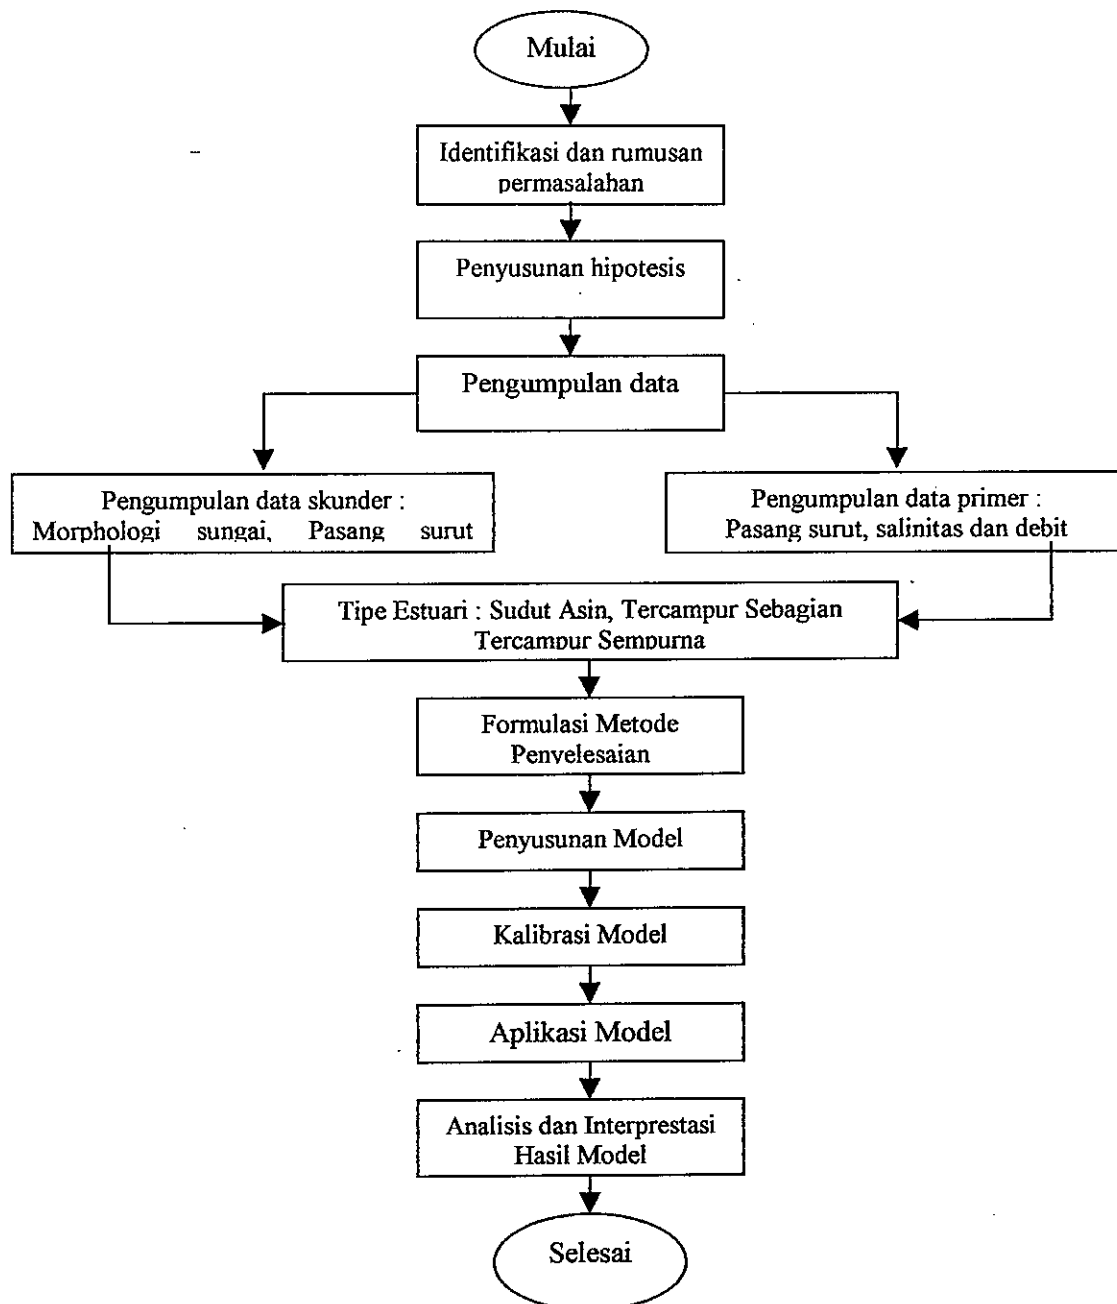 Mulai
Identifikasi dan rumusan
permasalahan
Penyusunan hipotesis
Pengumpulan data
Pengumpulan data skunder :
Morphologi sungai, Pasang surut
Pengumpulan data primer :
Pasang surut, salinitas dan debit
Tipe Estuari : Sudut Asin, Tercampur Sebagian
Tercampur Sempurna
Formulasi Metode
Penyelesaian
Penyusunan Model
Kalibrasi Model
Aplikasi Model
Analisis dan Interprestasi
Hasil Model
Selesai